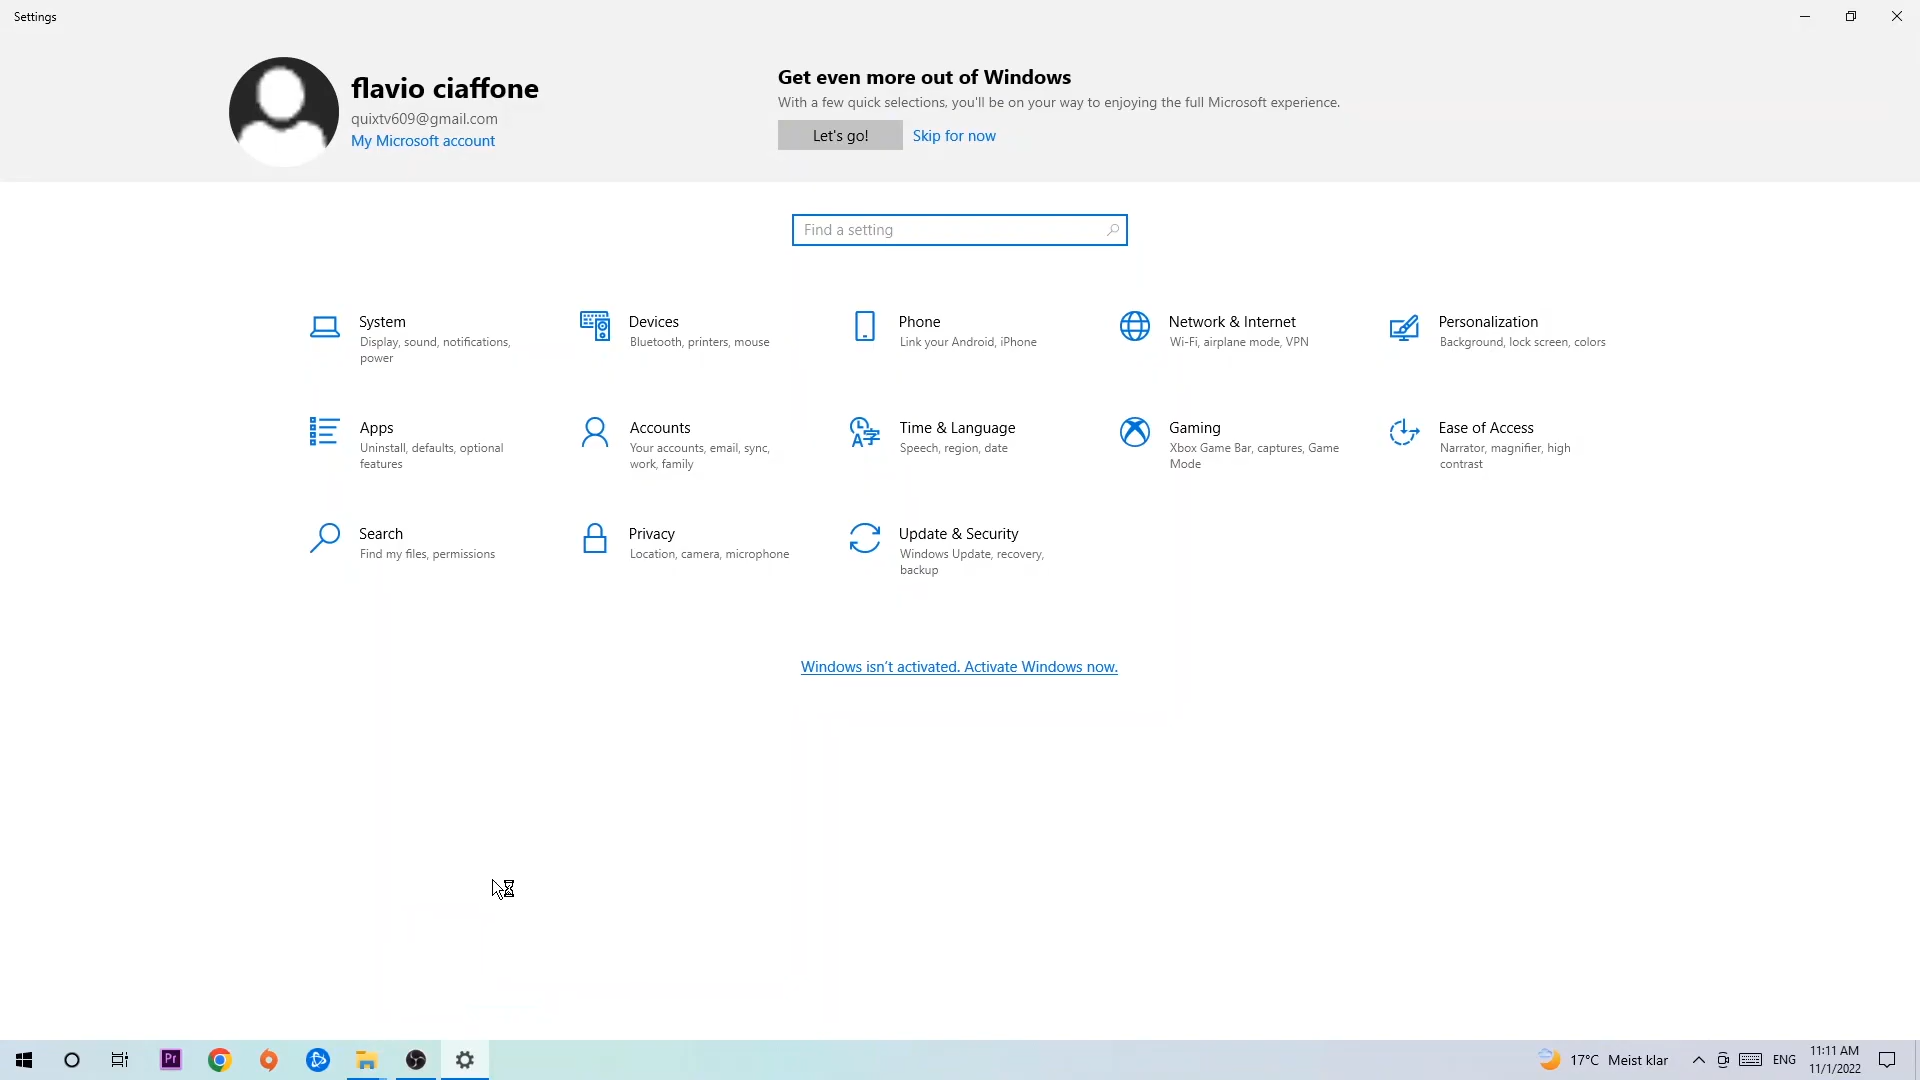 Settings
flavio ciaffone
quixtv609@gmail.com
My Microsoft account
Get even more out of Windows
With a few quick selections, you'll be on your way to enjoying the full Microsoft experience.
Let's go!
Skip for now
Find a setting
System
Display, sound, notifications,
power
Devices
Bluetooth, printers, mouse
Phone
Link your Android, iPhone
Network & Internet
Wi-Fi, airplane mode, VPN
Personalization
Background, lock screen, colors
Apps
Uninstall, defaults, optional
features
Accounts
Your accounts, email, sync,
work, family
Time & Language
Speech, region, date
Gaming
Xbox Game Bar, captures, Game
Mode
Ease of Access
Narrator, magnifier, high
contrast
Search
Find my files, permissions
Privacy
Location, camera, microphone
Update & Security
Windows Update, recovery,
backup
Windows isn't activated. Activate Windows now.
Pr
17°C Meist klar
ENG
11:11 AM
11/1/2022